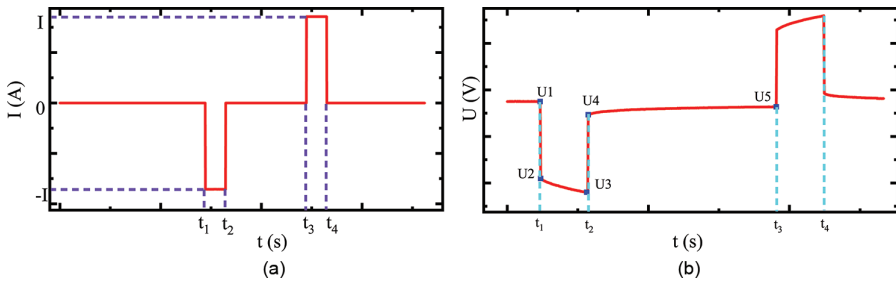 I (A)
I
0
-I
t1 t2 t3 t4
t (s)
(a)
U (V)
U1
U2
U3
U4
U5
t1 t2 t3 t4
t (s)
(b)